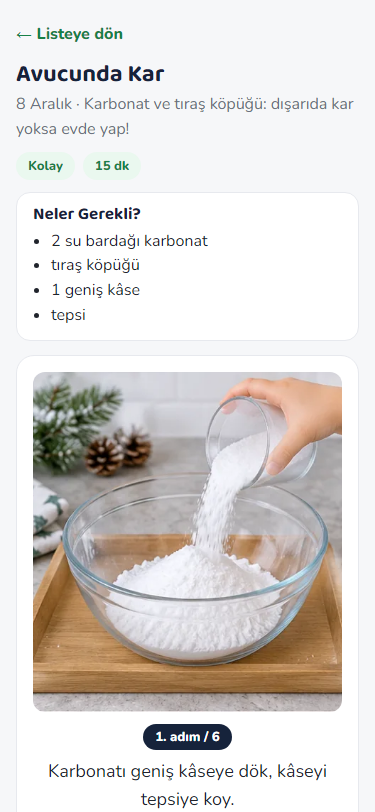 ← Listeye dön
Avucunda Kar
8 Aralık · Karbonat ve tıraş köpüğü: dışarıda kar
yoksa evde yap!
Kolay 15 dk
Neler Gerekli?
• 2 su bardağı karbonat
• tıraş köpüğü
• 1 geniş kâse
• tepsi
1. adım / 6
Karbonatı geniş kâseye dök, kâseyi
tepsiye koy.